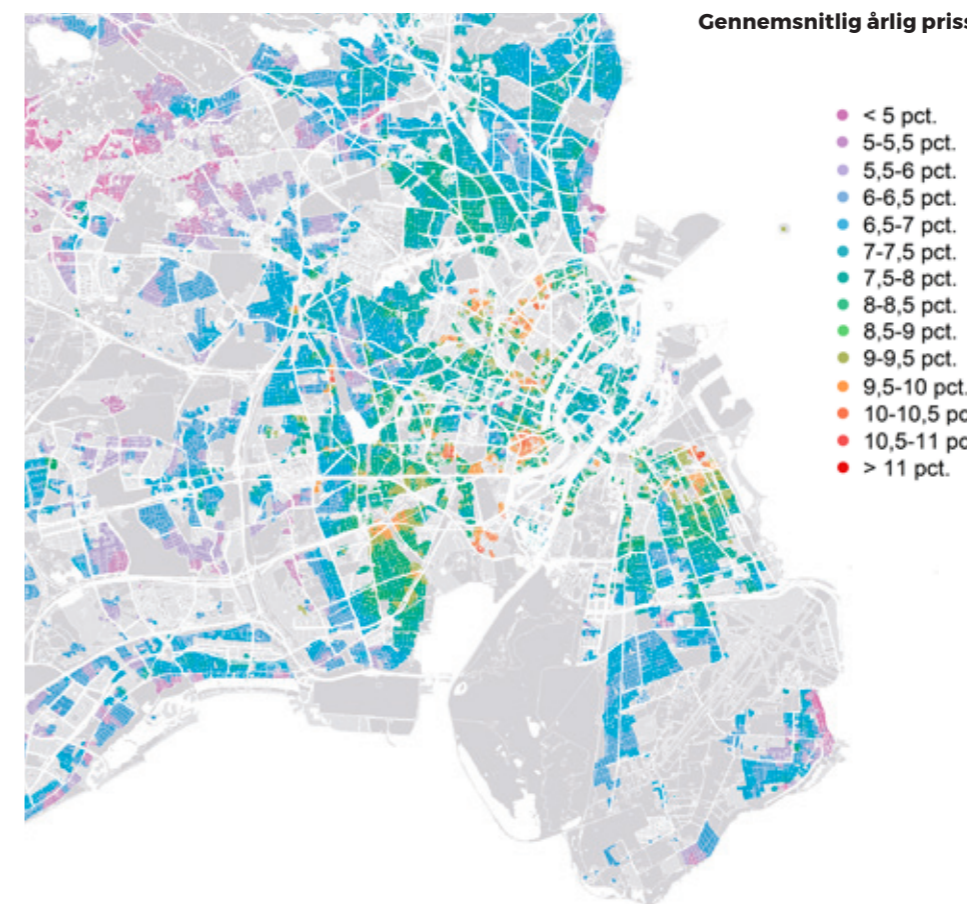 Gennemsnitlig årlig priss
< 5 pct.
5-5,5 pct.
5,5-6 pct.
6-6,5 pct.
6,5-7 pct.
7-7,5 pct.
7,5-8 pct.
8-8,5 pct.
8,5-9 pct.
9-9,5 pct.
9,5-10 pct.
10-10,5 pc
10,5-11 pc
> 11 pct.